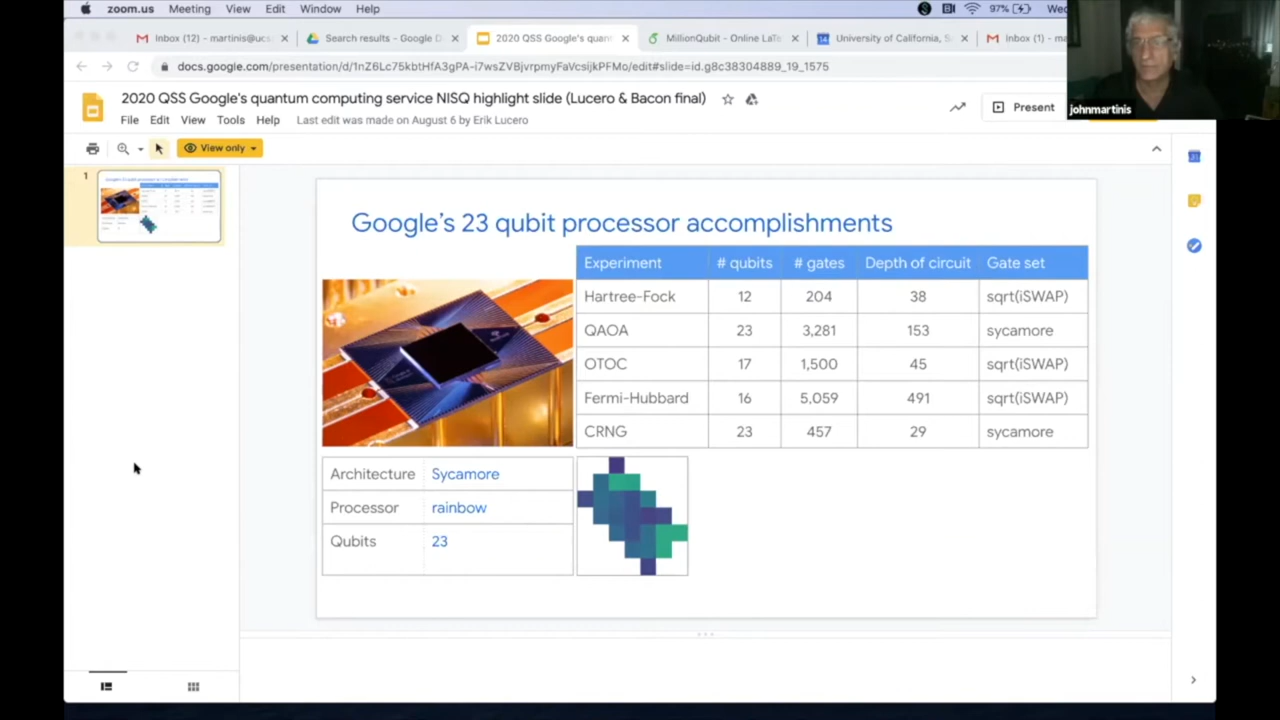 zoom.us Meeting View Edit Window Help 97% Wed
Inbox (12) - martinis@ucs Search results - Google D 2020 QSS Google's quan MillionQubit - Online LaTe University of California, S Inbox (1) - ma
docs.google.com/presentation/d/1nZ6Lc75kbtHfA3gPA-i7wsZVBjvrpmyFaVcsijkPFMo/edit#slide=id.g8c38304889_19_1575
2020 QSS Google's quantum computing service NISQ highlight slide (Lucero & Bacon final)
Present
johnmartinis
File Edit View Tools Help Last edit was made on August 6 by Erik Lucero
View only
1
Google's 23 qubit processor accomplishments
Experiment # qubits # gates Depth of circuit Gate set
Hartree-Fock 12 204 38 sqrt(iSWAP)
QAOA 23 3,281 153 sycamore
OTOC 17 1,500 45 sqrt(iSWAP)
Fermi-Hubbard 16 5,059 491 sqrt(iSWAP)
CRNG 23 457 29 sycamore
Architecture Sycamore
Processor rainbow
Qubits 23